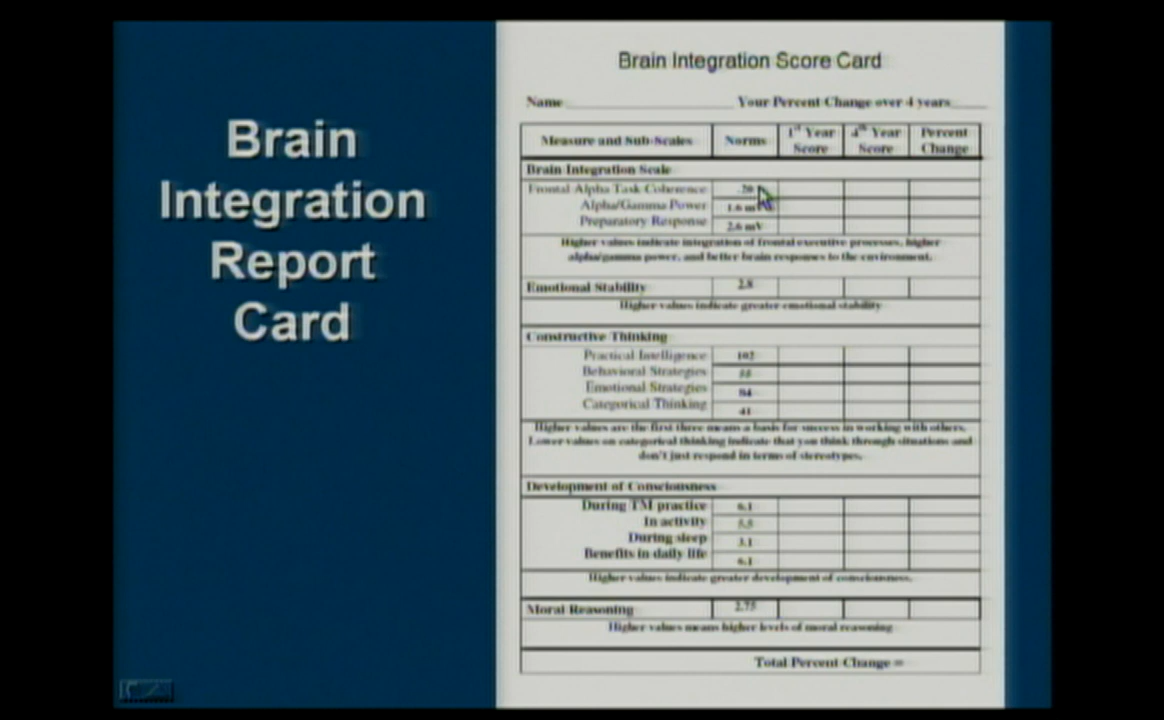 Brain
Integration
Report
Card
Brain Integration Score Card
Name
Your Percent Change over 4 years
Measure and Sub-Scales Norms 1st Year Score 4th Year Score Percent Change
Brain Integration Scale
Frontal Alpha Task Coherence .20
Alpha/Gamma Power 1.6 mV
Preparatory Response 2.6 mV
Higher values indicate integration of frontal executive processes, higher
alpha/gamma power, and better brain responses to the environment.
Emotional Stability 2.8
Higher values indicate greater emotional stability
Constructive Thinking
Practical Intelligence 102
Behavioral Strategies
Emotional Strategies
Categorical Thinking 41
Higher values are the first three means a basis for success in working with others.
Lower values on categorical thinking indicate that you think through situations and
don't just respond in terms of stereotypes.
Development of Consciousness
During TM practice 6.1
In activity 5.5
During sleep 3.1
Benefits in daily life 6.1
Higher values indicate greater development of consciousness.
Moral Reasoning 2.75
Higher values means higher levels of moral reasoning
Total Percent Change =